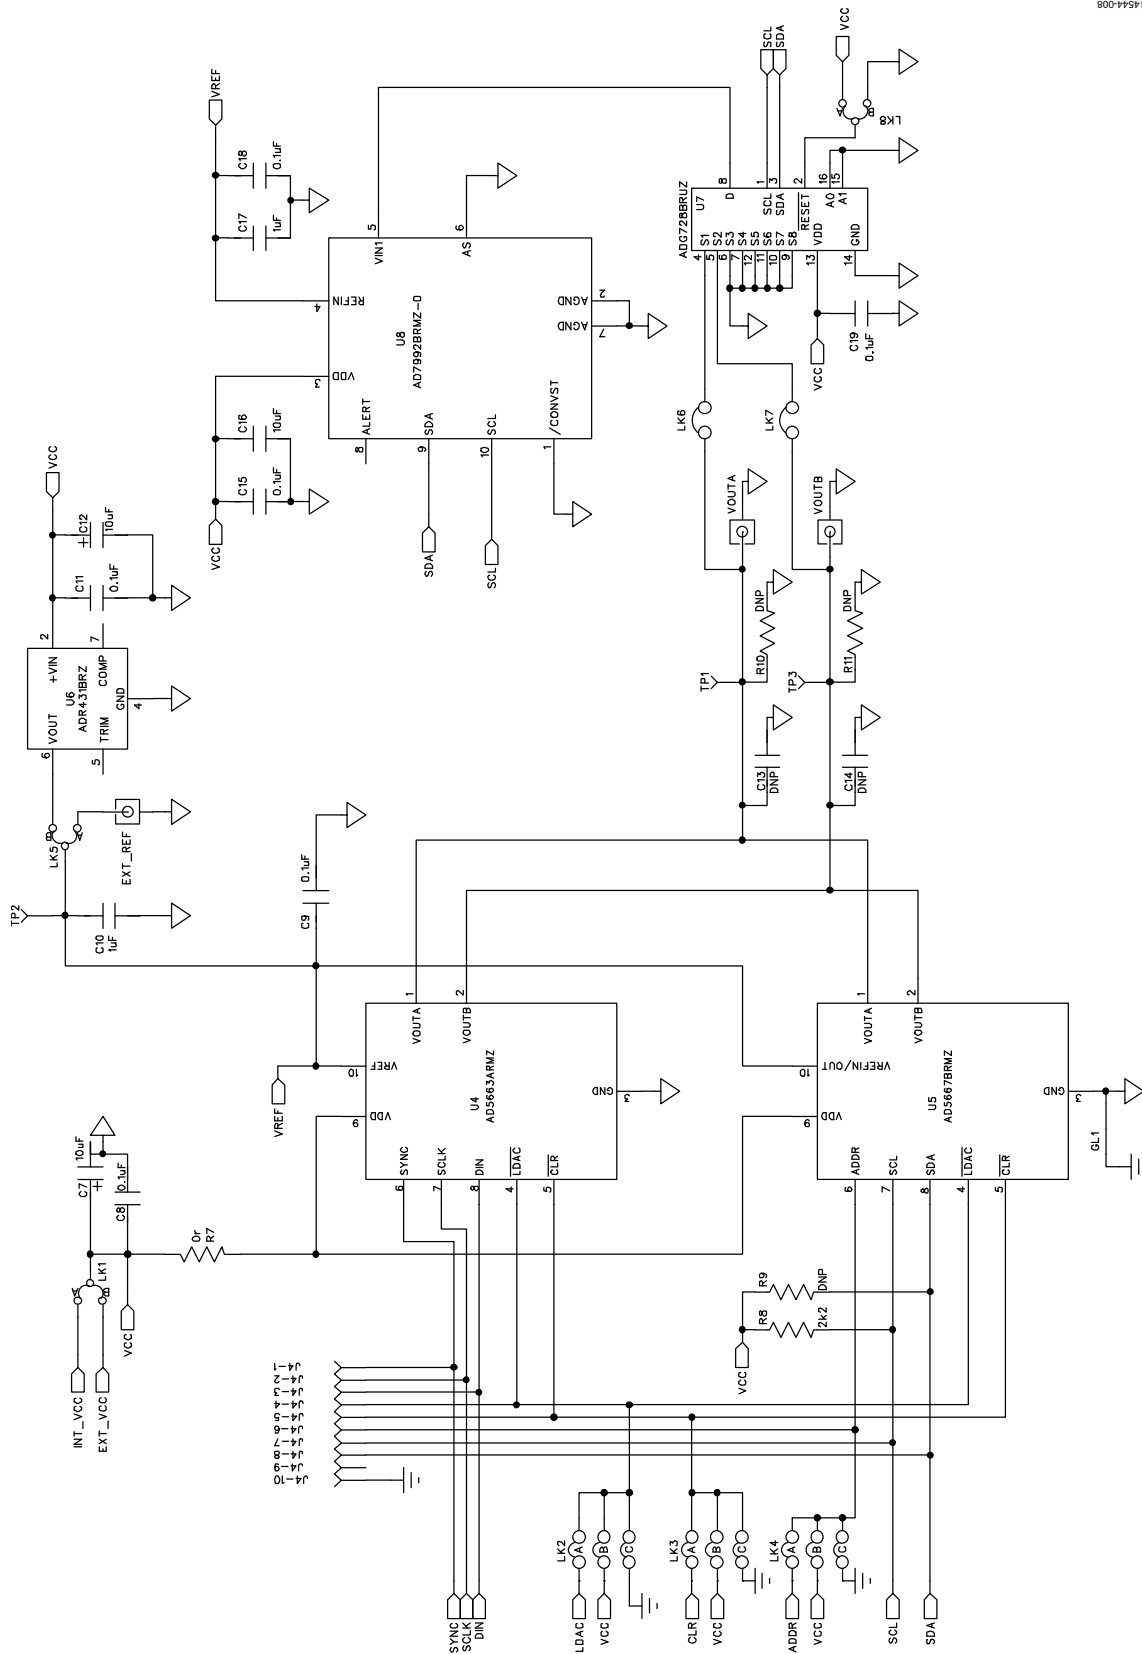 14544-008
VREF
C18
0.1uF
C17
1uF
VCC
C16
10uF
C15
0.1uF
VIN1
5
AS
6
REFIN
4
VDD
3
U8
AD7992BRMZ-0
AGND
2
AGND
7
ALERT
8
SDA
9
SCL
10
/CONVST
1
SDA
SCL
SCL
SDA
VCC
A
B
LK8
ADG728BRUZ
U7
D
8
SCL
1
SDA
3
RESET
2
A0
16
A1
15
S1
4
S2
5
S3
6
S4
7
S5
12
S6
11
S7
10
S8
9
VDD
13
GND
14
VCC
C19
0.1uF
LK6
LK7
VOUTA
VOUTB
R10
DNP
R11
DNP
TP1
TP3
C13
DNP
C14
DNP
VCC
C12
+
10uF
C11
0.1uF
+VIN
2
COMP
7
U6
ADR431BRZ
GND
4
VOUT
6
TRIM
5
LK5
B
A
EXT_REF
TP2
C10
1uF
C9
0.1uF
VREF
VOUTA
1
VOUTB
2
VREF
10
VDD
9
U4
AD5663ARMZ
GND
3
SYNC
6
SCLK
7
DIN
8
LDAC
4
CLR
5
VOUTA
1
VOUTB
2
VREFIN/OUT
10
VDD
9
U5
AD5667BRMZ
GND
3
GL1
ADDR
6
SCL
7
SDA
8
LDAC
4
CLR
5
C7
10uF
+
C8
0.1uF
0r
R7
LK1
A
B
INT_VCC
EXT_VCC
VCC
R9
DNP
R8
2k2
VCC
J4-1
J4-2
J4-3
J4-4
J4-5
J4-6
J4-7
J4-8
J4-9
J4-10
SYNC
SCLK
DIN
LK2
A
B
C
LDAC
VCC
LK3
A
B
C
CLR
VCC
LK4
A
B
C
ADDR
VCC
SCL
SDA